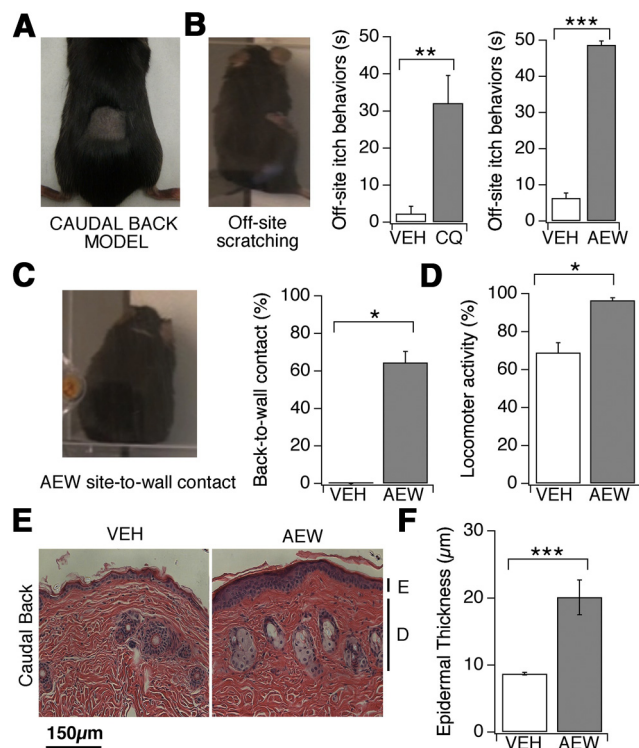 A
CAUDAL BACK
MODEL
B
Off-site
scratching
Off-site itch behaviors (s)
50
40
30
20
10
0
**
VEH CQ
Off-site itch behaviors (s)
50
40
30
20
10
0
***
VEH AEW
C
AEW site-to-wall contact
Back-to-wall contact (%)
100
80
60
40
20
0
*
VEH AEW
D
Locomoter activity (%)
100
80
60
40
20
0
*
VEH AEW
E
VEH
AEW
Caudal Back
E
D
150µm
F
Epidermal Thickness (µm)
30
20
10
0
***
VEH AEW